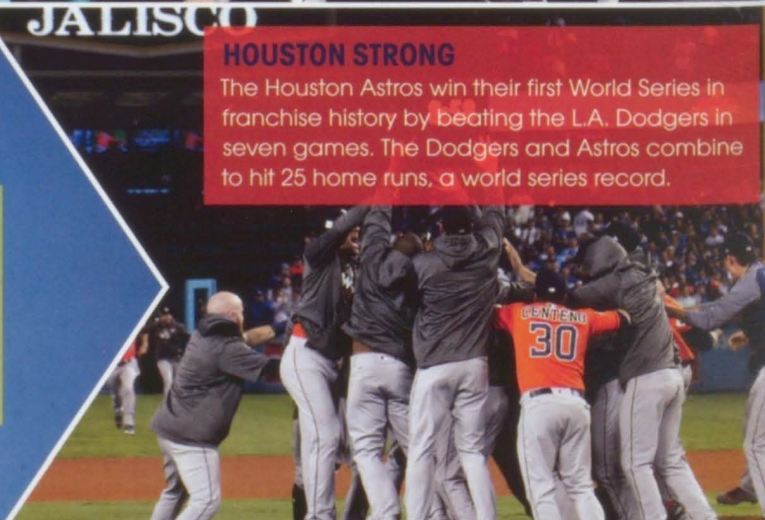 JALISCO
HOUSTON STRONG
The Houston Astros win their first World Series in
franchise history by beating the L.A. Dodgers in
seven games. The Dodgers and Astros combine
to hit 25 home runs, a world series record.
CENTENO
30